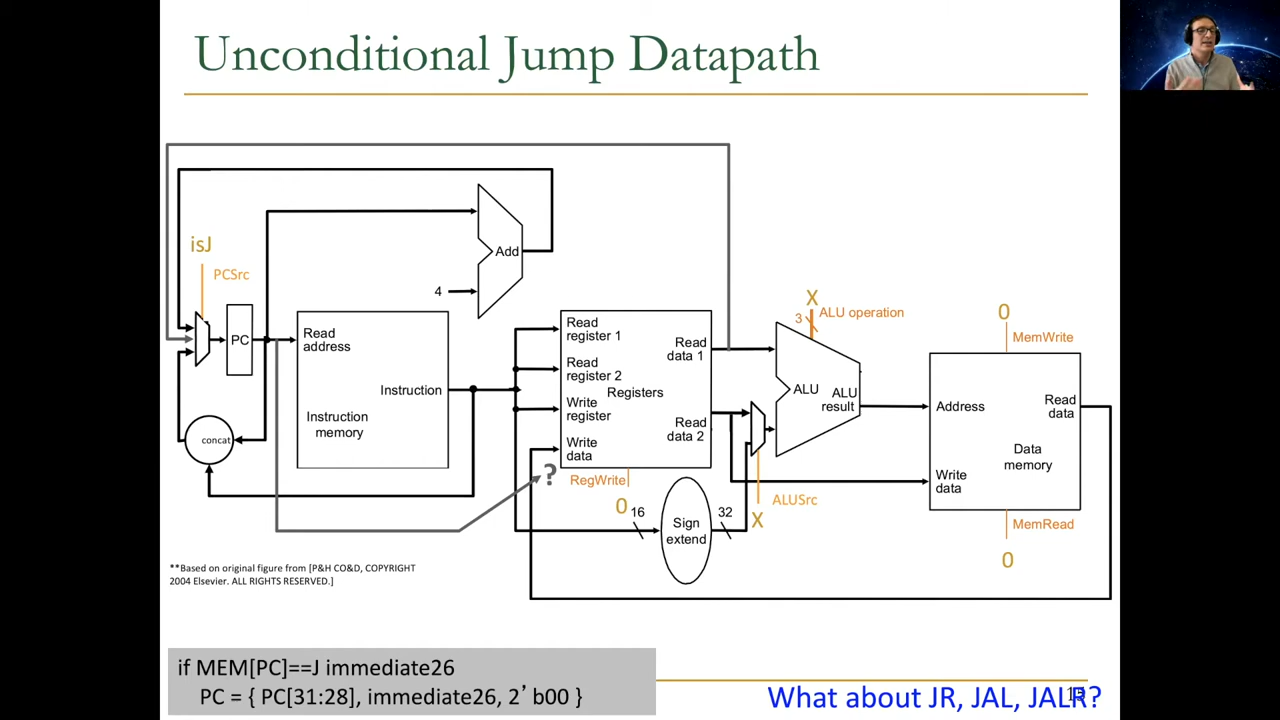 Unconditional Jump Datapath
isJ
PCSrc
Add
4
PC
Read
address
Instruction
Instruction
memory
concat
Read
register 1
Read
register 2
Write
register
Write
data
Registers
Read
data 1
Read
data 2
?
RegWrite
0
16
Sign
extend
32
X
3
ALU operation
ALU
ALU
result
ALUSrc
X
0
MemWrite
Address
Read
data
Data
memory
Write
data
MemRead
0
**Based on original figure from [P&H CO&D, COPYRIGHT
2004 Elsevier. ALL RIGHTS RESERVED.]
if MEM[PC]==J immediate26
PC = { PC[31:28], immediate26, 2’b00 }
What about JR, JAL, JALR?